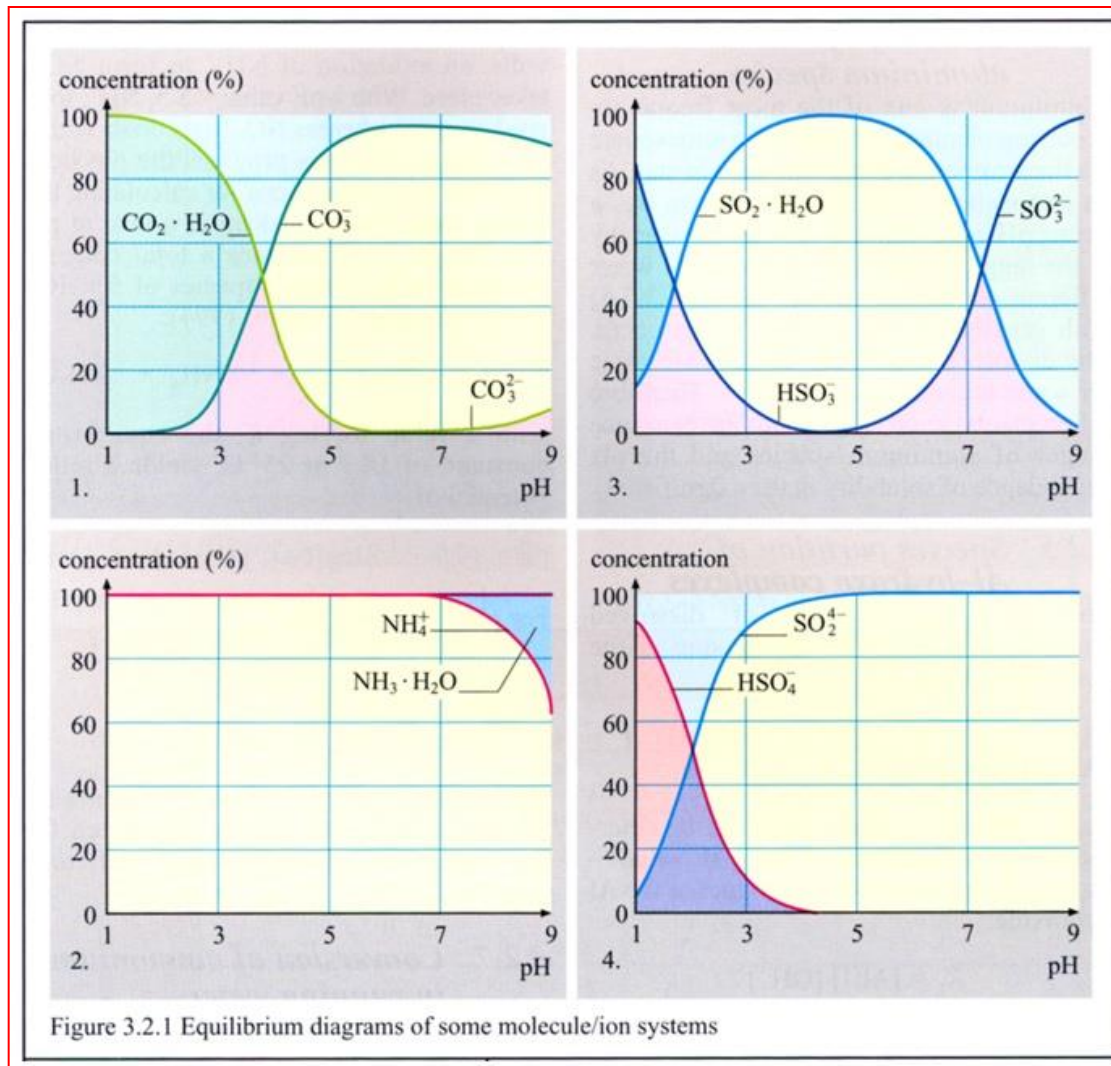 concentration (%)
100
80
60
40
20
0
CO₂ · H₂O
CO₃⁻
CO₃²⁻
1 3 5 7 9
1. pH
concentration (%)
100
80
60
40
20
0
SO₂ · H₂O
SO₃²⁻
HSO₃⁻
1 3 5 7 9
3. pH
concentration (%)
100
80
60
40
20
0
NH₄⁺
NH₃ · H₂O
1 3 5 7 9
2. pH
concentration
100
80
60
40
20
0
SO₂⁴⁻
HSO₄⁻
1. 3 5 7 9
4. pH
Figure 3.2.1 Equilibrium diagrams of some molecule/ion systems